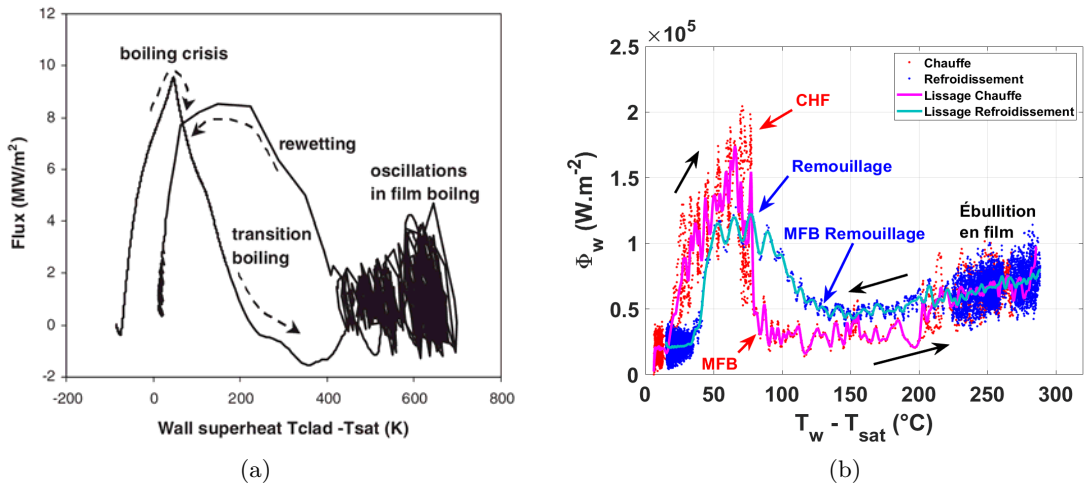 12
10
8
6
4
2
0
-2
-200
0
200
400
600
800
Flux (MW/m²)
Wall superheat Tclad -Tsat (K)
boiling crisis
rewetting
oscillations
in film boilng
transition
boiling
(a)
×10⁵
2.5
2
1.5
1
0.5
0
0
50
100
150
200
250
300
Φw (W.m-2)
Tw - Tsat (°C)
Chauffe
Refroidissement
Lissage Chauffe
Lissage Refroidissement
CHF
Remouillage
MFB Remouillage
Ébullition
en film
MFB
(b)